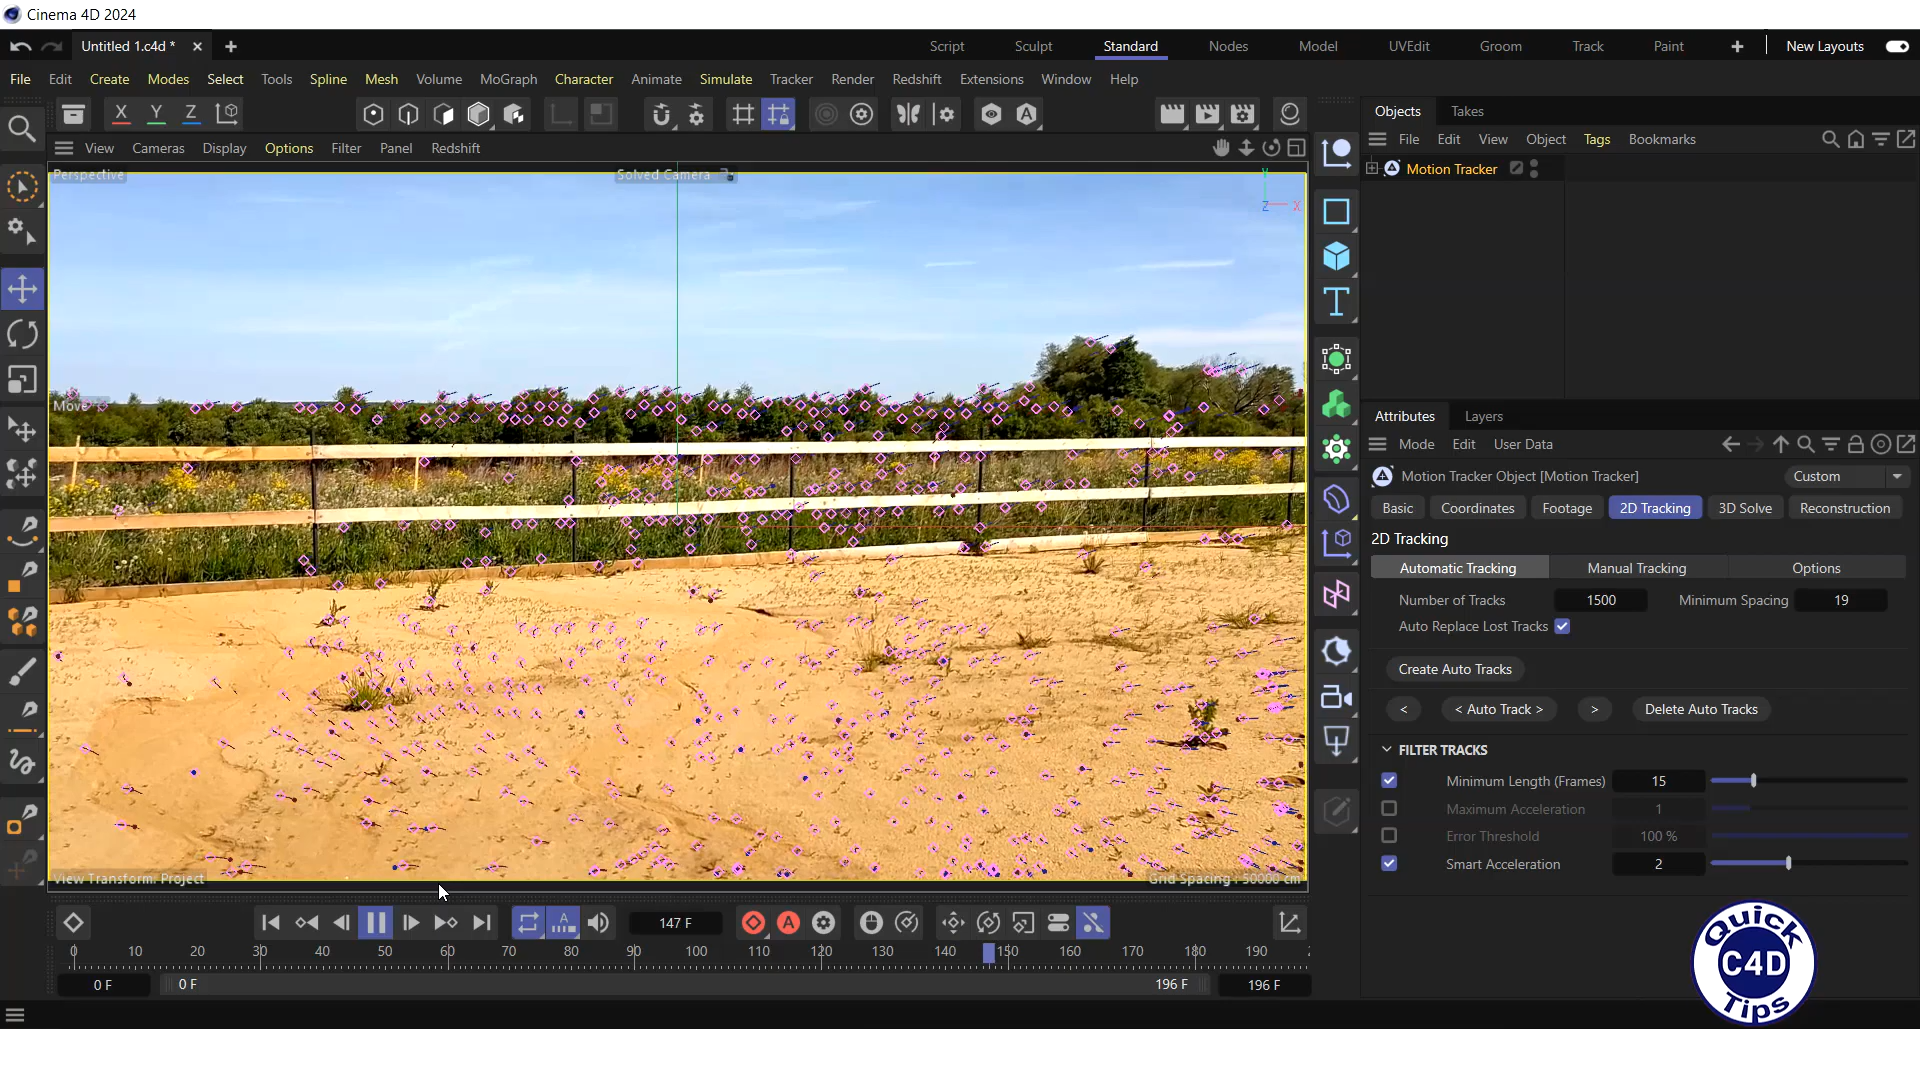 Cinema 4D 2024
Untitled 1.c4d *
Script Sculpt Standard Nodes Model UVEdit Groom Track Paint New Layouts
File Edit Create Modes Select Tools Spline Mesh Volume MoGraph Character Animate Simulate Tracker Render Redshift Extensions Window Help
X Y Z
View Cameras Display Options Filter Panel Redshift
Perspective
Solved Camera
Y
Z X
Move
View Transform: Project
Grid Spacing : 50000 cm
147 F
0 10 20 30 40 50 60 70 80 90 100 110 120 130 140 150 160 170 180 190
0 F 0 F 196 F 196 F
Objects Takes
File Edit View Object Tags Bookmarks
Motion Tracker
Attributes Layers
Mode Edit User Data
Motion Tracker Object [Motion Tracker] Custom
Basic Coordinates Footage 2D Tracking 3D Solve Reconstruction
2D Tracking
Automatic Tracking Manual Tracking Options
Number of Tracks 1500 Minimum Spacing 19
Auto Replace Lost Tracks
Create Auto Tracks
< < Auto Track > > Delete Auto Tracks
FILTER TRACKS
Minimum Length (Frames) 15
Maximum Acceleration 1
Error Threshold 100 %
Smart Acceleration 2
Quick
C4D
Tips